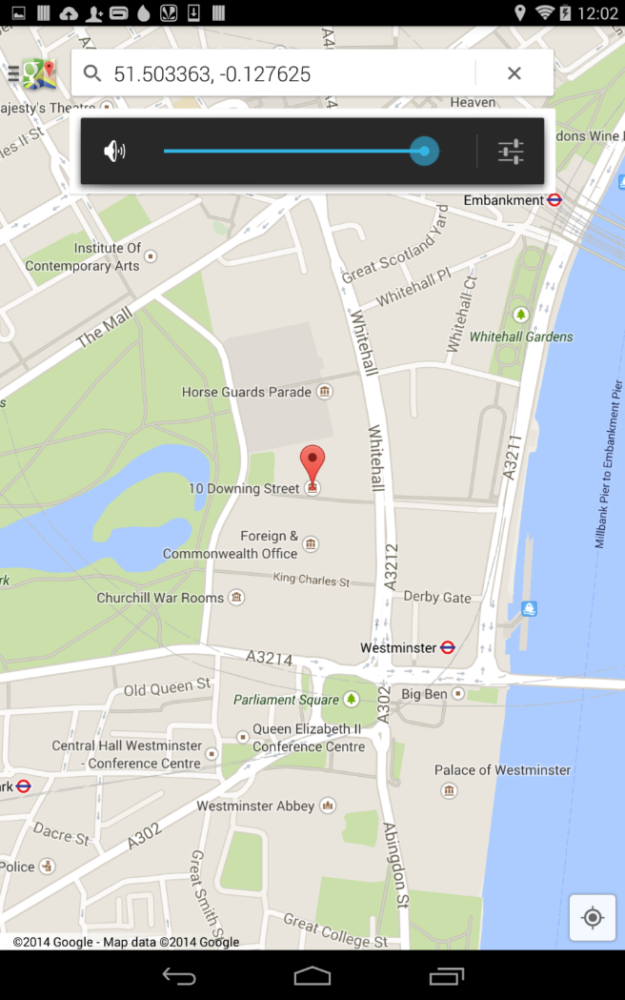 12:02
51.503363, -0.127625
A4
Heaven
ajesty's Theatre
es II St
dons Wine
Embankment
Institute Of
Contemporary Arts
Great Scotland Yard
Whitehall Pl
Whitehall Ct
The Mall
Whitehall
Whitehall Gardens
Horse Guards Parade
Whitehall
A3211
Millbank Pier to Embankment Pier
10 Downing Street
Foreign &
Commonwealth Office
A3212
King Charles St
rk
Churchill War Rooms
Derby Gate
Westminster
A3214
Old Queen St
Parliament Square
A302
Big Ben
Queen Elizabeth II
Conference Centre
Central Hall Westminster
- Conference Centre
Palace of Westminster
rk
Westminster Abbey
Dacre St
A302
Abingdon St
Police
Great Smith St
Great College St
©2014 Google - Map data ©2014 Google